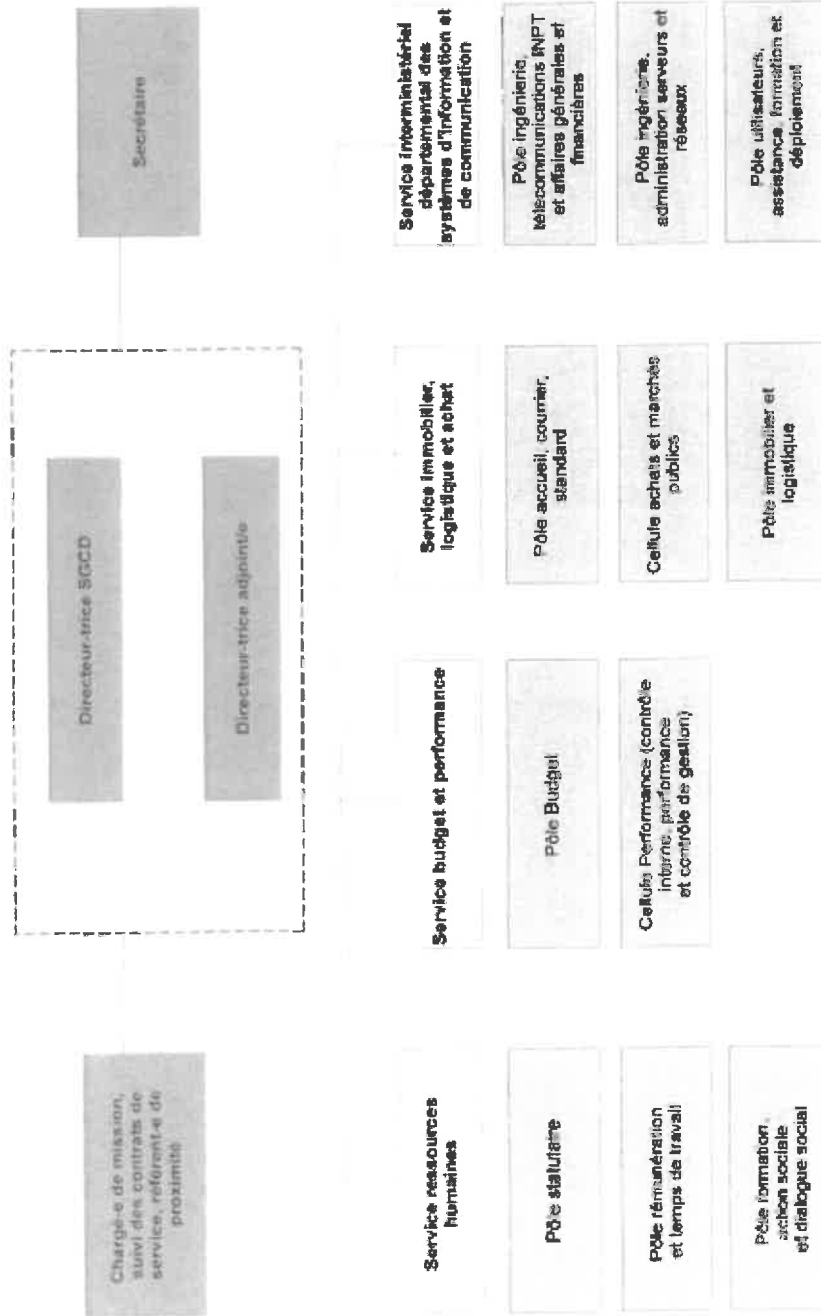 Chargé-e de mission,
suivi des contrats de
service, référent-e de
proximité
Directeur-trice SGCD
Directeur-trice adjoint/e
Secrétaire
Service ressources
humaines
Pôle statutaire
Pôle rémunération
et temps de travail
Pôle formation,
action sociale
et dialogue social
Service budget et performance
Pôle Budget
Cellule Performance (contrôle
interne, performance
et contrôle de gestion)
Service immobilier,
logistique et achat
Pôle accueil, courrier,
standard
Cellule achats et marchés
publics
Pôle immobilier et
logistique
Service interministériel
départemental des
systèmes d'information et
de communication
Pôle ingénierie,
télécommunications INPT
et affaires générales et
financières
Pôle ingénierie,
administration serveurs et
réseaux
Pôle utilisateurs,
assistance, formation et
déploiement